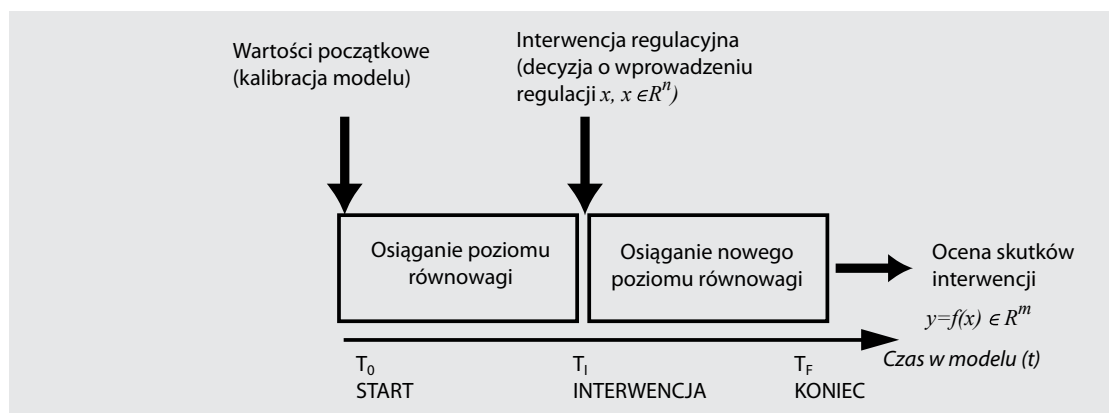 Wartości początkowe
(kalibracja modelu)
Interwencja regulacyjna
(decyzja o wprowadzeniu
regulacji x, x ∈Rⁿ)
Osiąganie poziomu
równowagi
Osiąganie nowego
poziomu równowagi
Ocena skutków
interwencji
y=f(x) ∈ Rᵐ
Czas w modelu (t)
T₀
START
Tᵢ
INTERWENCJA
T_F
KONIEC